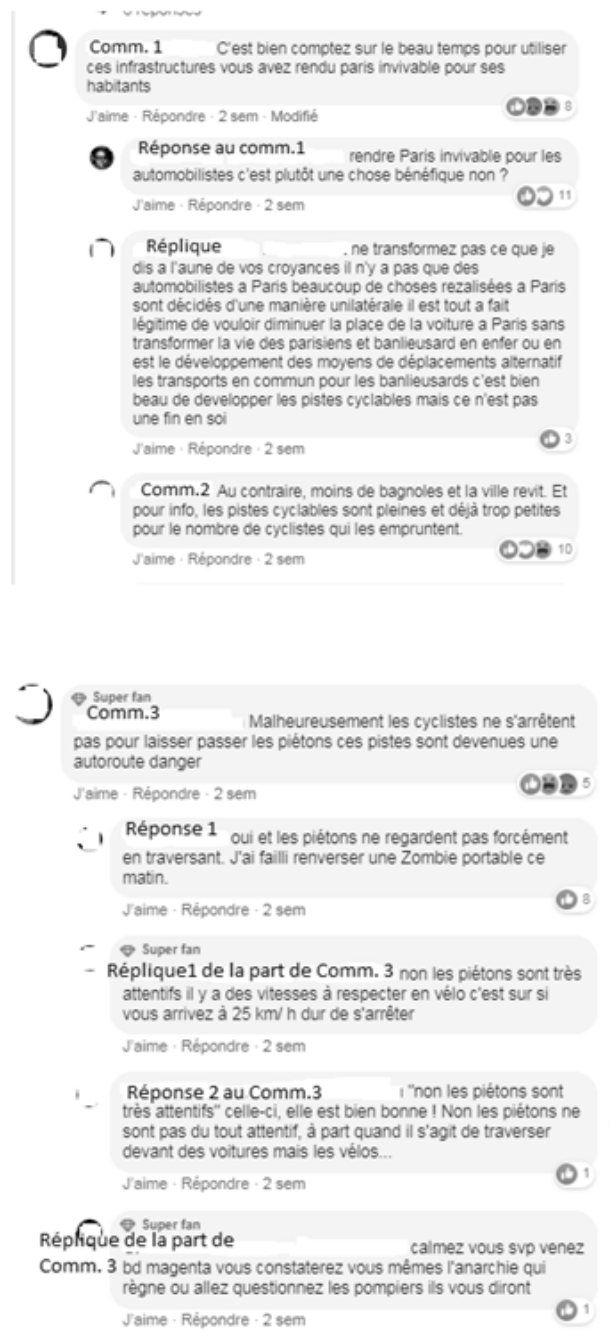 Comm. 1 C'est bien comptez sur le beau temps pour utiliser
ces infrastructures vous avez rendu paris invivable pour ses
habitants
8
J'aime · Répondre · 2 sem · Modifié
Réponse au comm.1 rendre Paris invivable pour les
automobilistes c'est plutôt une chose bénéfique non ?
11
J'aime · Répondre · 2 sem
Réplique , ne transformez pas ce que je
dis a l'aune de vos croyances il n'y a pas que des
automobilistes a Paris beaucoup de choses rezalisées a Paris
sont décidés d'une manière unilatérale il est tout a fait
légitime de vouloir diminuer la place de la voiture a Paris sans
transformer la vie des parisiens et banlieusard en enfer ou en
est le développement des moyens de déplacements alternatif
les transports en commun pour les banlieusards c'est bien
beau de developper les pistes cyclables mais ce n'est pas
une fin en soi
3
J'aime · Répondre · 2 sem
Comm.2 Au contraire, moins de bagnoles et la ville revit. Et
pour info, les pistes cyclables sont pleines et déjà trop petites
pour le nombre de cyclistes qui les empruntent.
10
J'aime · Répondre · 2 sem
Super fan
Comm.3 Malheureusement les cyclistes ne s'arrêtent
pas pour laisser passer les piétons ces pistes sont devenues une
autoroute danger
5
J'aime · Répondre · 2 sem
Réponse 1 oui et les piétons ne regardent pas forcément
en traversant. J'ai failli renverser une Zombie portable ce
matin.
8
J'aime · Répondre · 2 sem
Super fan
Réplique1 de la part de Comm. 3 non les piétons sont très
attentifs il y a des vitesses à respecter en vélo c'est sur si
vous arrivez à 25 km/ h dur de s'arrêter
J'aime · Répondre · 2 sem
Réponse 2 au Comm.3 "non les piétons sont
très attentifs" celle-ci, elle est bien bonne ! Non les piétons ne
sont pas du tout attentif, à part quand il s'agit de traverser
devant des voitures mais les vélos...
1
J'aime · Répondre · 2 sem
Super fan
Réplique de la part de
calmez vous svp venez
Comm. 3 bd magenta vous constaterez vous mêmes l'anarchie qui
règne ou allez questionnez les pompiers ils vous diront
1
J'aime · Répondre · 2 sem